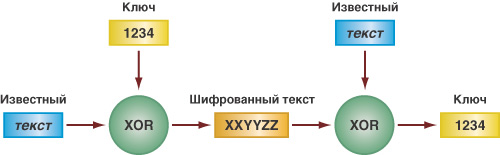 Ключ
1234
Известный
текст
Известный
текст
XOR
Шифрованный текст
XXYYZZ
XOR
Ключ
1234